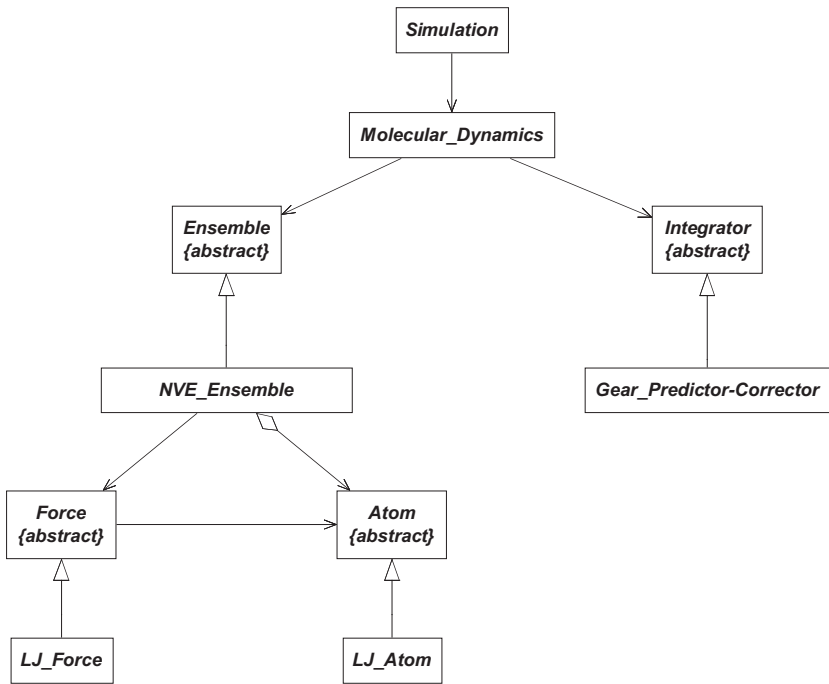 Simulation
Molecular_Dynamics
Ensemble
{abstract}
Integrator
{abstract}
NVE_Ensemble
Gear_Predictor-Corrector
Force
{abstract}
Atom
{abstract}
LJ_Force
LJ_Atom